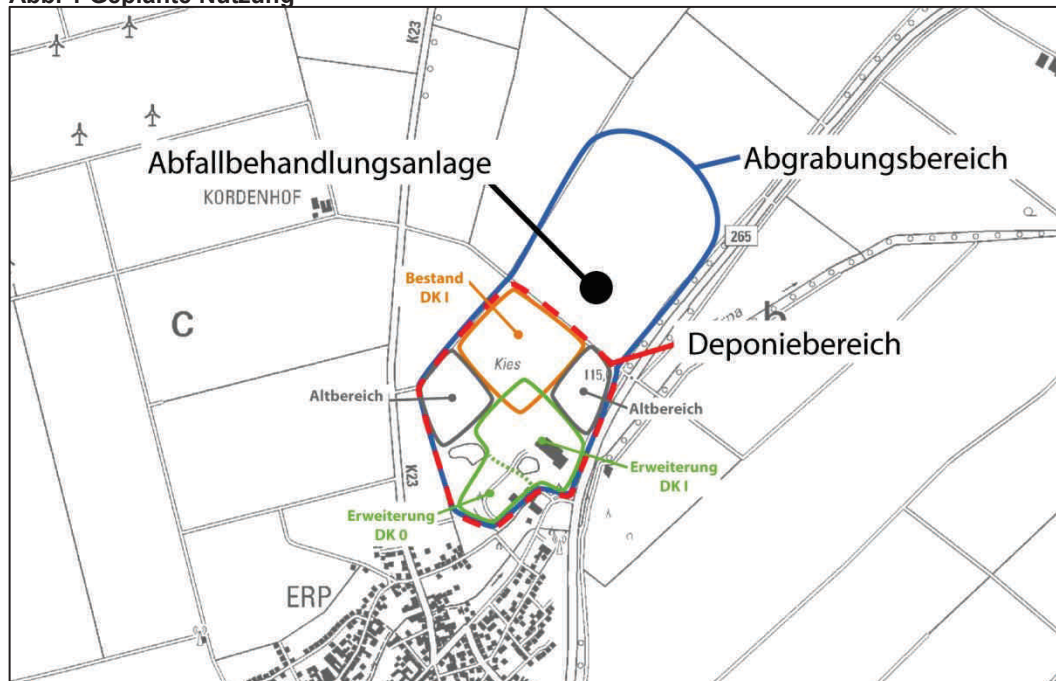 Abb. 1 Geplante Nutzung
K23
Abfallbehandlungsanlage
Abgrabungsbereich
KORDENHOF
265
Bestand
DK I
C
h
Deponiebereich
Kies
115,
Altbereich
Altbereich
K23
Erweiterung
DK I
Erweiterung
DK 0
ERP